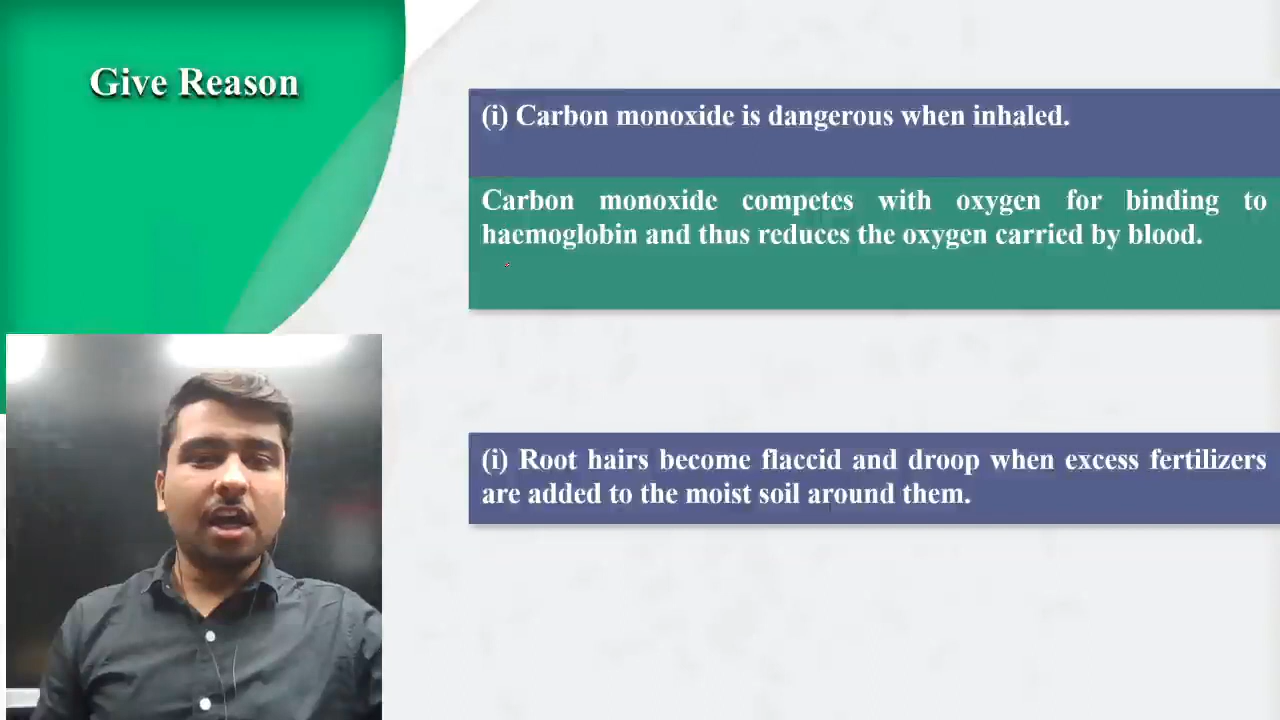 Give Reason
(i) Carbon monoxide is dangerous when inhaled.
Carbon monoxide competes with oxygen for binding to
haemoglobin and thus reduces the oxygen carried by blood.
(i) Root hairs become flaccid and droop when excess fertilizers
are added to the moist soil around them.